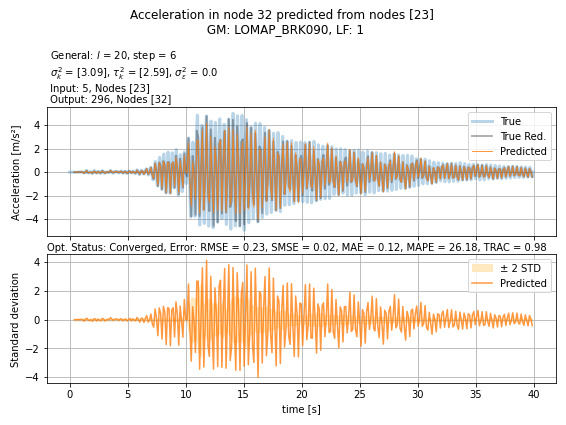 Acceleration in node 32 predicted from nodes [23]
GM: LOMAP_BRK090, LF: 1
General: l = 20, step = 6
σ²ₖ = [3.09], τ²ₖ = [2.59], σ²_ε = 0.0
Input: 5, Nodes [23]
Output: 296, Nodes [32]
True
True Red.
Predicted
4
2
0
−2
−4
Acceleration [m/s²]
Opt. Status: Converged, Error: RMSE = 0.23, SMSE = 0.02, MAE = 0.12, MAPE = 26.18, TRAC = 0.98
± 2 STD
Predicted
4
2
0
−2
−4
Standard deviation
0 5 10 15 20 25 30 35 40
time [s]